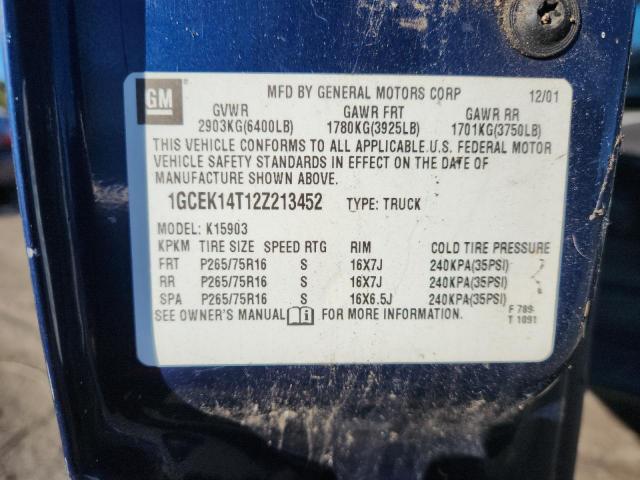 GM ®
MFD BY GENERAL MOTORS CORP 12/01
GVWR GAWR FRT GAWR RR
2903KG(6400LB) 1780KG(3925LB) 1701KG(3750LB)
THIS VEHICLE CONFORMS TO ALL APPLICABLE U.S. FEDERAL MOTOR
VEHICLE SAFETY STANDARDS IN EFFECT ON THE DATE OF
MANUFACTURE SHOWN ABOVE.
1GCEK14T12Z213452 TYPE: TRUCK
MODEL: K15903
KPKM TIRE SIZE SPEED RTG RIM COLD TIRE PRESSURE
FRT P265/75R16 S 16X7J 240KPA(35PSI)
RR P265/75R16 S 16X7J 240KPA(35PSI)
SPA P265/75R16 S 16X6.5J 240KPA(35PSI)
SEE OWNER'S MANUAL FOR MORE INFORMATION.
F 789
T 1091